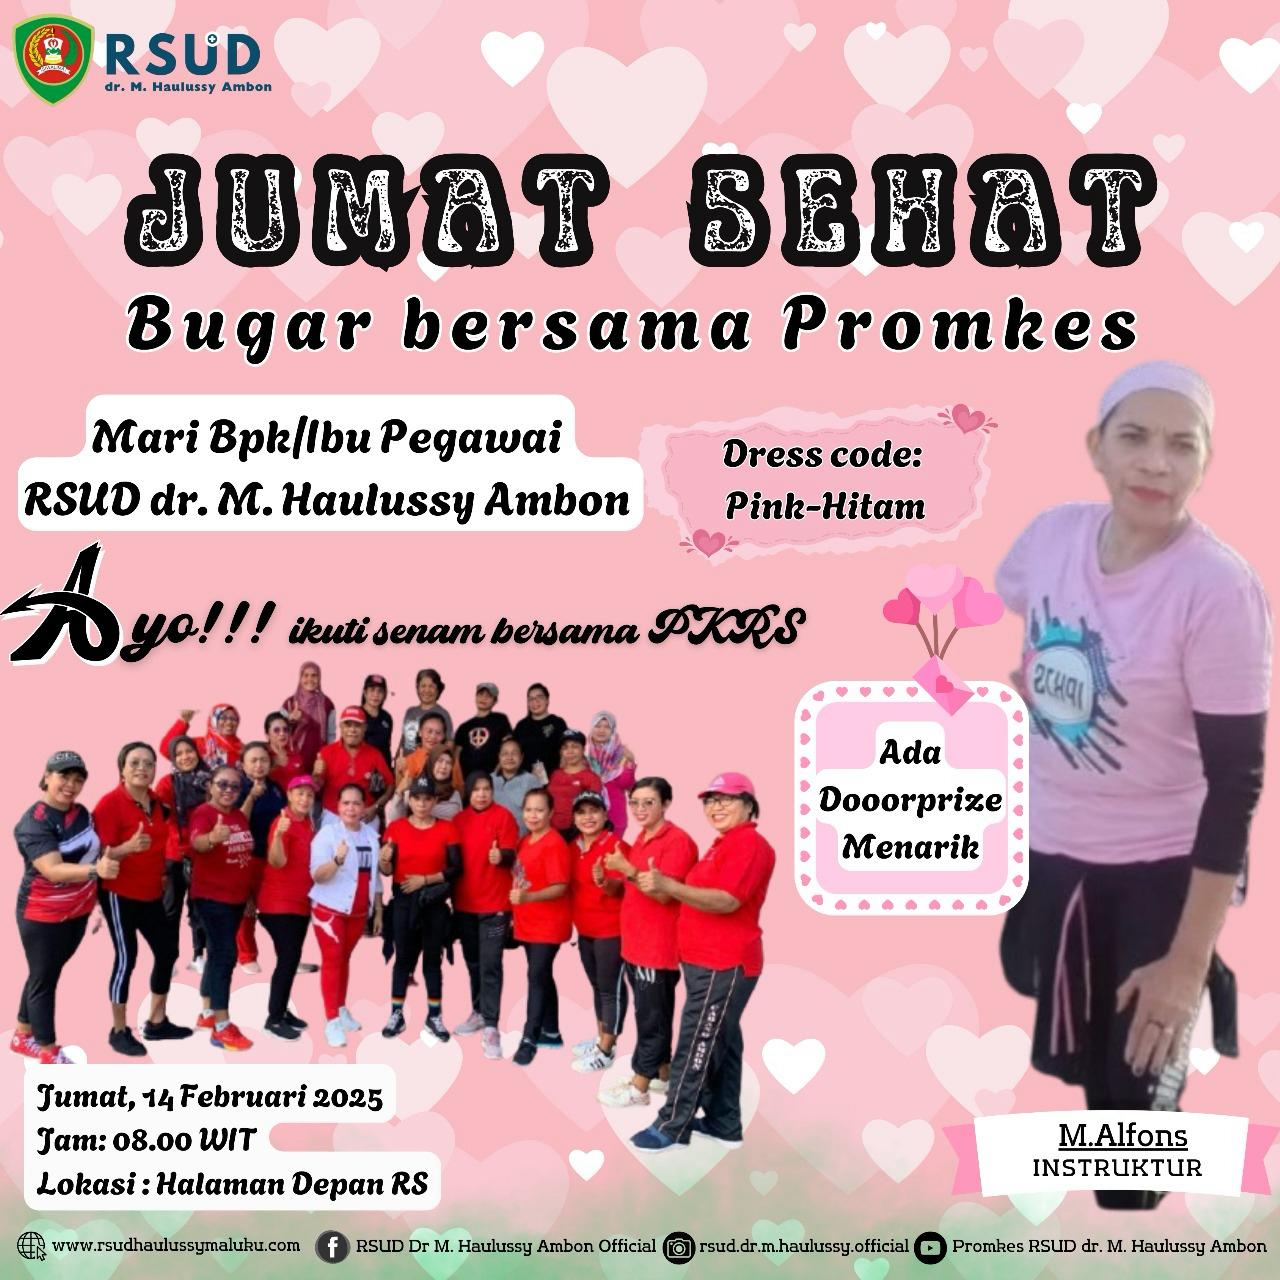 RSUD
dr. M. Haulussy Ambon
JUMAT SEHAT
Bugar bersama Promkes
Mari Bpk/Ibu Pegawai
RSUD dr. M. Haulussy Ambon
Dress code:
Pink-Hitam
Ayo!!! ikuti senam bersama PKRS
Ada
Dooorprize
Menarik
Jumat, 14 Februari 2025
Jam: 08.00 WIT
Lokasi : Halaman Depan RS
M.Alfons
INSTRUKTUR
www.rsudhaulussymaluku.com
RSUD Dr M. Haulussy Ambon Official
rsud.dr.m.haulussy.official
Promkes RSUD dr. M. Haulussy Ambon